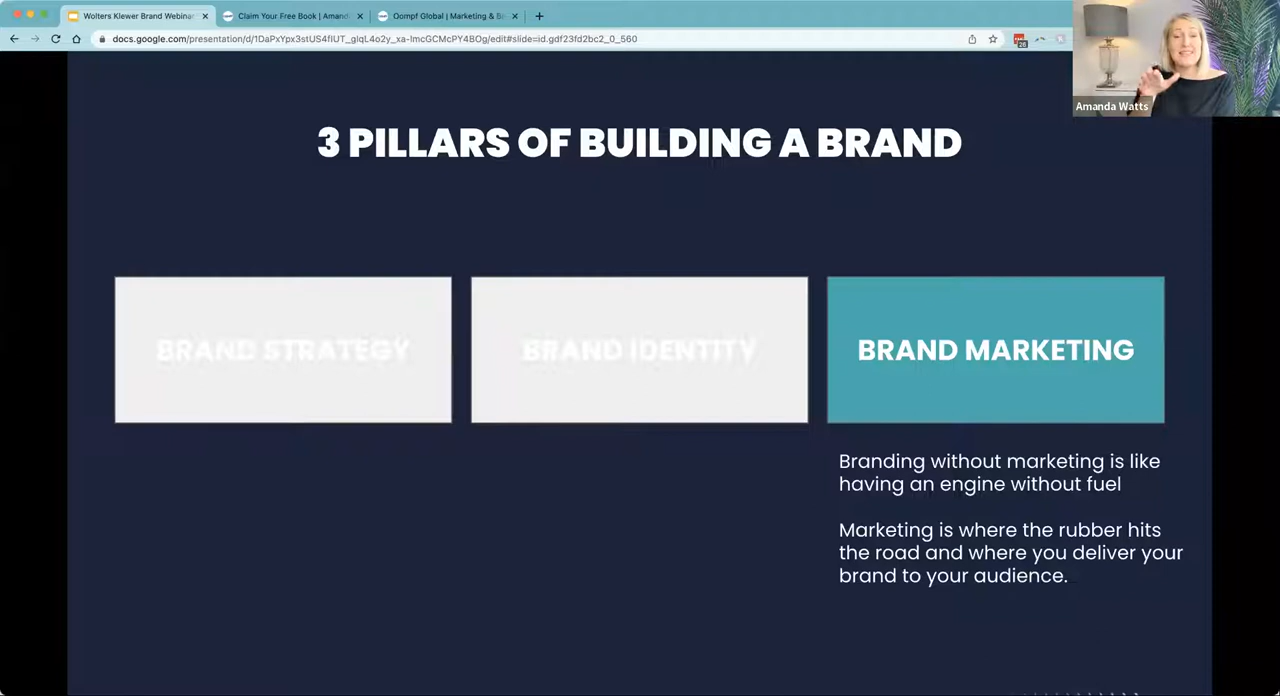 Wolters Klewer Brand Webinar
Claim Your Free Book | Amand
Oompf Global | Marketing & B
docs.google.com/presentation/d/1DaPxYpx3stUS4fIUT_glqL4o2y_xa-lmcGCMcPY4BOg/edit#slide=id.gdf23fd2bc2_0_560
Amanda Watts
3 PILLARS OF BUILDING A BRAND
BRAND STRATEGY
BRAND IDENTITY
BRAND MARKETING
Branding without marketing is like
having an engine without fuel
Marketing is where the rubber hits
the road and where you deliver your
brand to your audience.